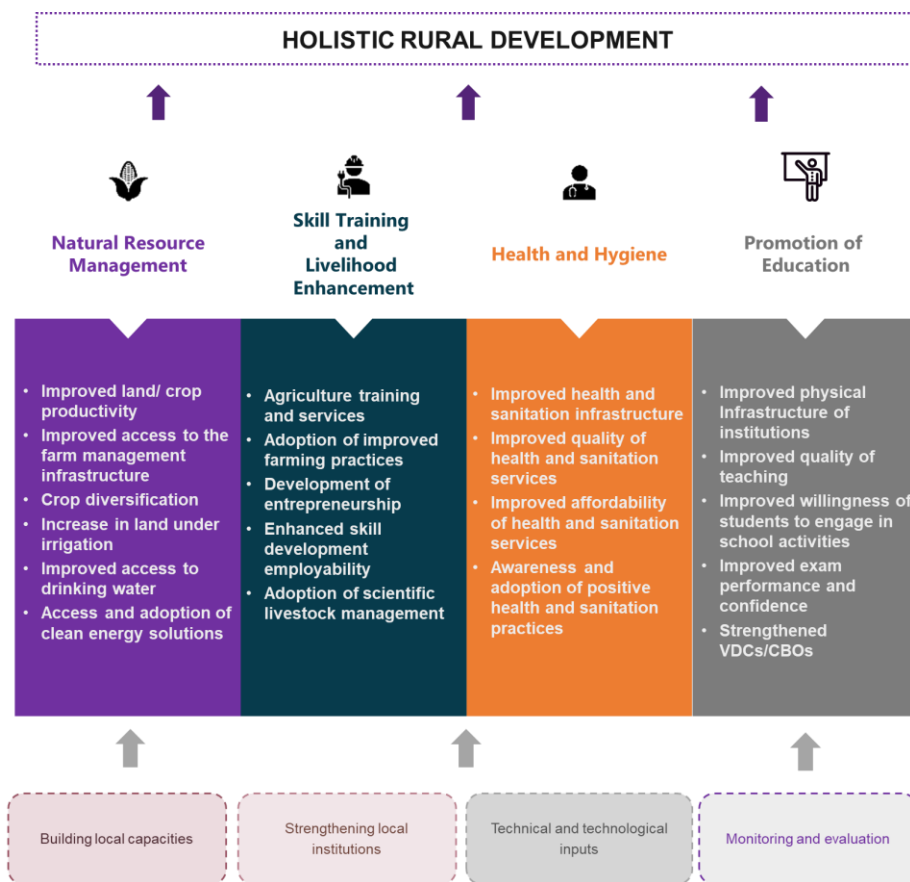 HOLISTIC RURAL DEVELOPMENT
Natural Resource
Management
Skill Training
and
Livelihood
Enhancement
Health and Hygiene
Promotion of
Education
• Improved land/ crop
productivity
• Improved access to the
farm management
infrastructure
• Crop diversification
• Increase in land under
irrigation
• Improved access to
drinking water
• Access and adoption of
clean energy solutions
• Agriculture training
and services
• Adoption of improved
farming practices
• Development of
entrepreneurship
• Enhanced skill
development
employability
• Adoption of scientific
livestock management
• Improved health and
sanitation infrastructure
• Improved quality of
health and sanitation
services
• Improved affordability
of health and sanitation
services
• Awareness and
adoption of positive
health and sanitation
practices
• Improved physical
Infrastructure of
institutions
• Improved quality of
teaching
• Improved willingness of
students to engage in
school activities
• Improved exam
performance and
confidence
• Strengthened
VDCs/CBOs
Building local capacities
Strengthening local
institutions
Technical and technological
inputs
Monitoring and evaluation